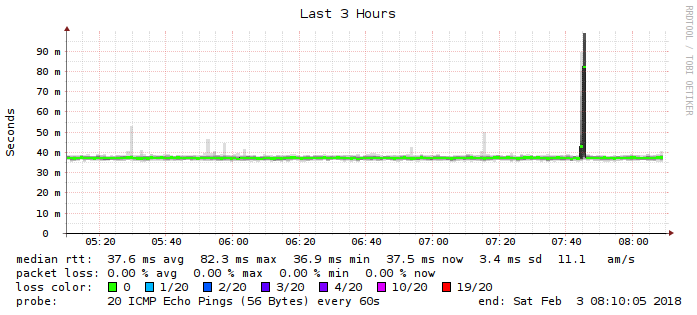 Last 3 Hours
RRDTOOL / TOBI OETIKER
Seconds
90 m
80 m
70 m
60 m
50 m
40 m
30 m
20 m
10 m
0
05:20 05:40 06:00 06:20 06:40 07:00 07:20 07:40 08:00
median rtt: 37.6 ms avg 82.3 ms max 36.9 ms min 37.5 ms now 3.4 ms sd 11.1 am/s
packet loss: 0.00 % avg 0.00 % max 0.00 % min 0.00 % now
loss color: 0 1/20 2/20 3/20 4/20 10/20 19/20
probe: 20 ICMP Echo Pings (56 Bytes) every 60s end: Sat Feb 3 08:10:05 2018